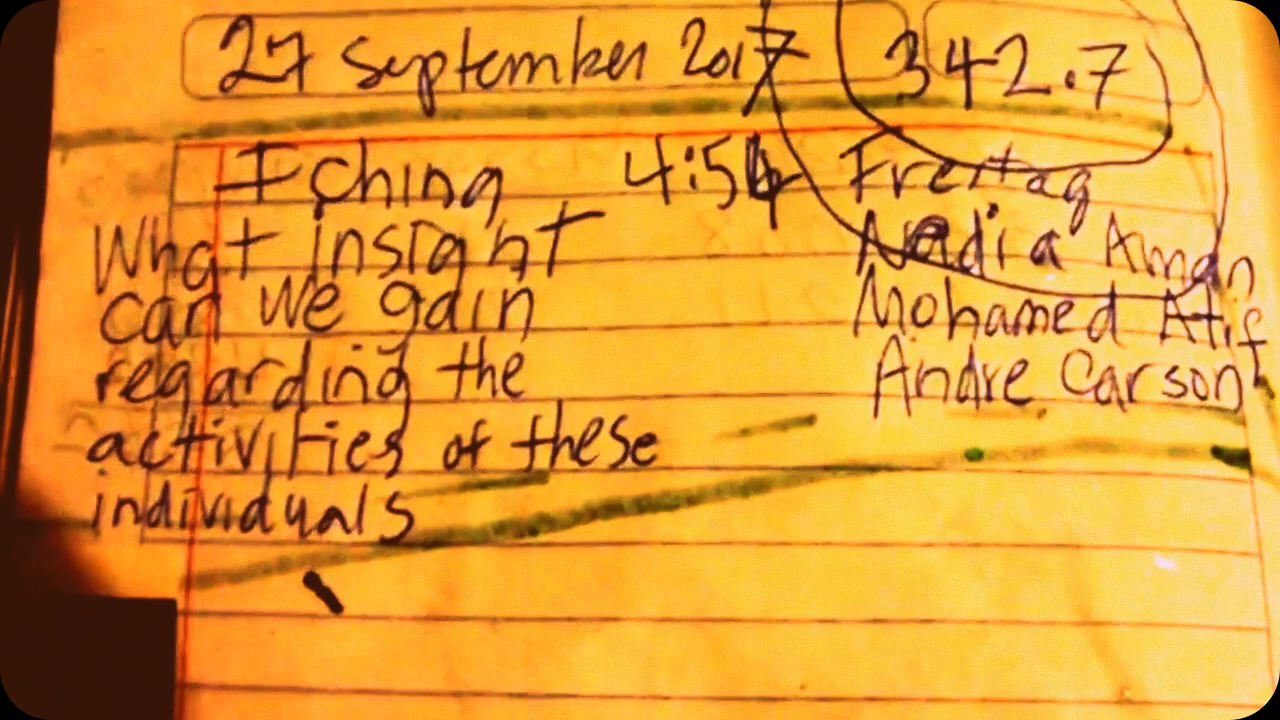 27 September 2017 342.7
I Ching 4:54 Freitag
What insight Nadia Aman
can we gain Mohamed Atif
regarding the Andre Carson
activities of these
individuals